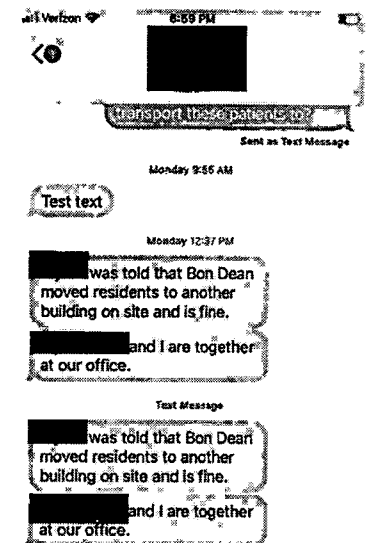 Verizon 6:59 PM
transport these patients to?
Sent as Text Message
Monday 9:55 AM
Test text
Monday 12:37 PM
was told that Bon Dean
moved residents to another
building on site and is fine.
and I are together
at our office.
Text Message
was told that Bon Dean
moved residents to another
building on site and is fine.
and I are together
at our office.